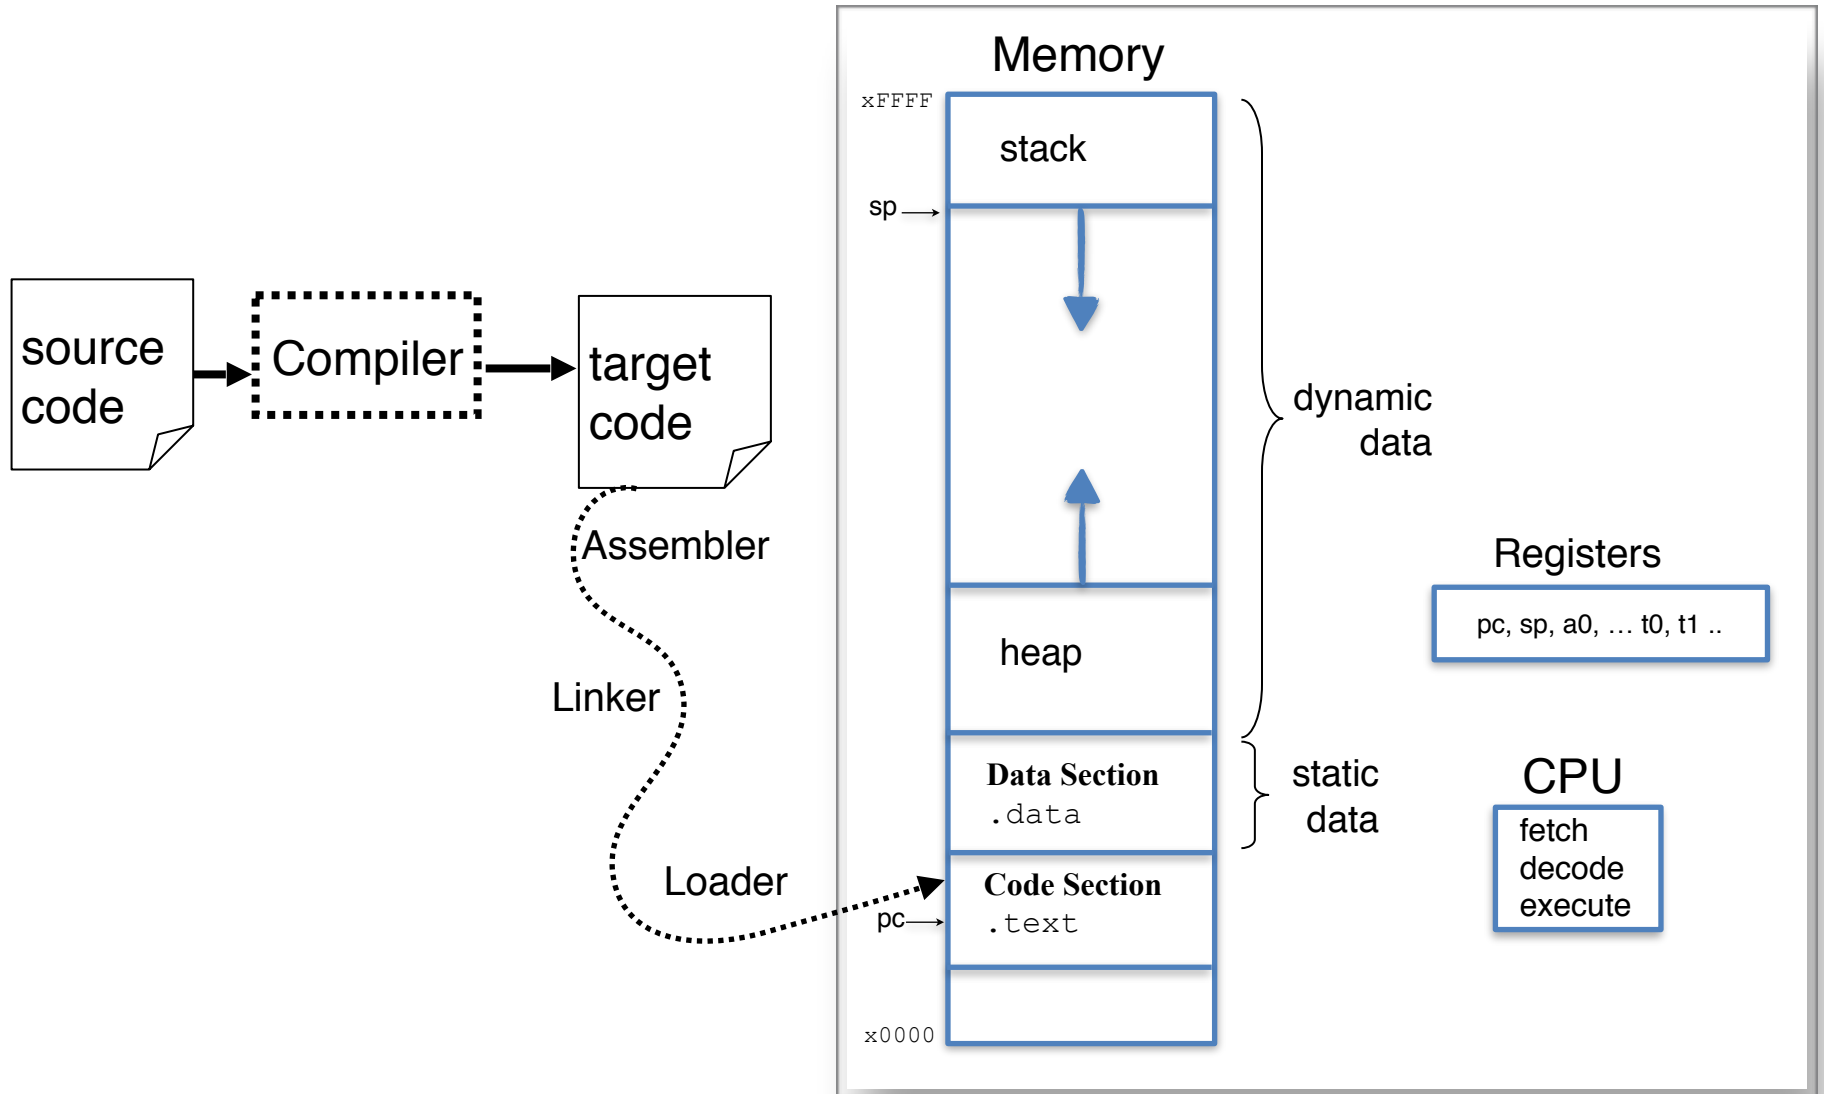 source
code
Compiler
target
code
Assembler
Linker
Loader
Memory
xFFFF
stack
sp
dynamic
data
heap
Data Section
.data
static
data
Code Section
.text
pc
x0000
Registers
pc, sp, a0, … t0, t1 ..
CPU
fetch
decode
execute